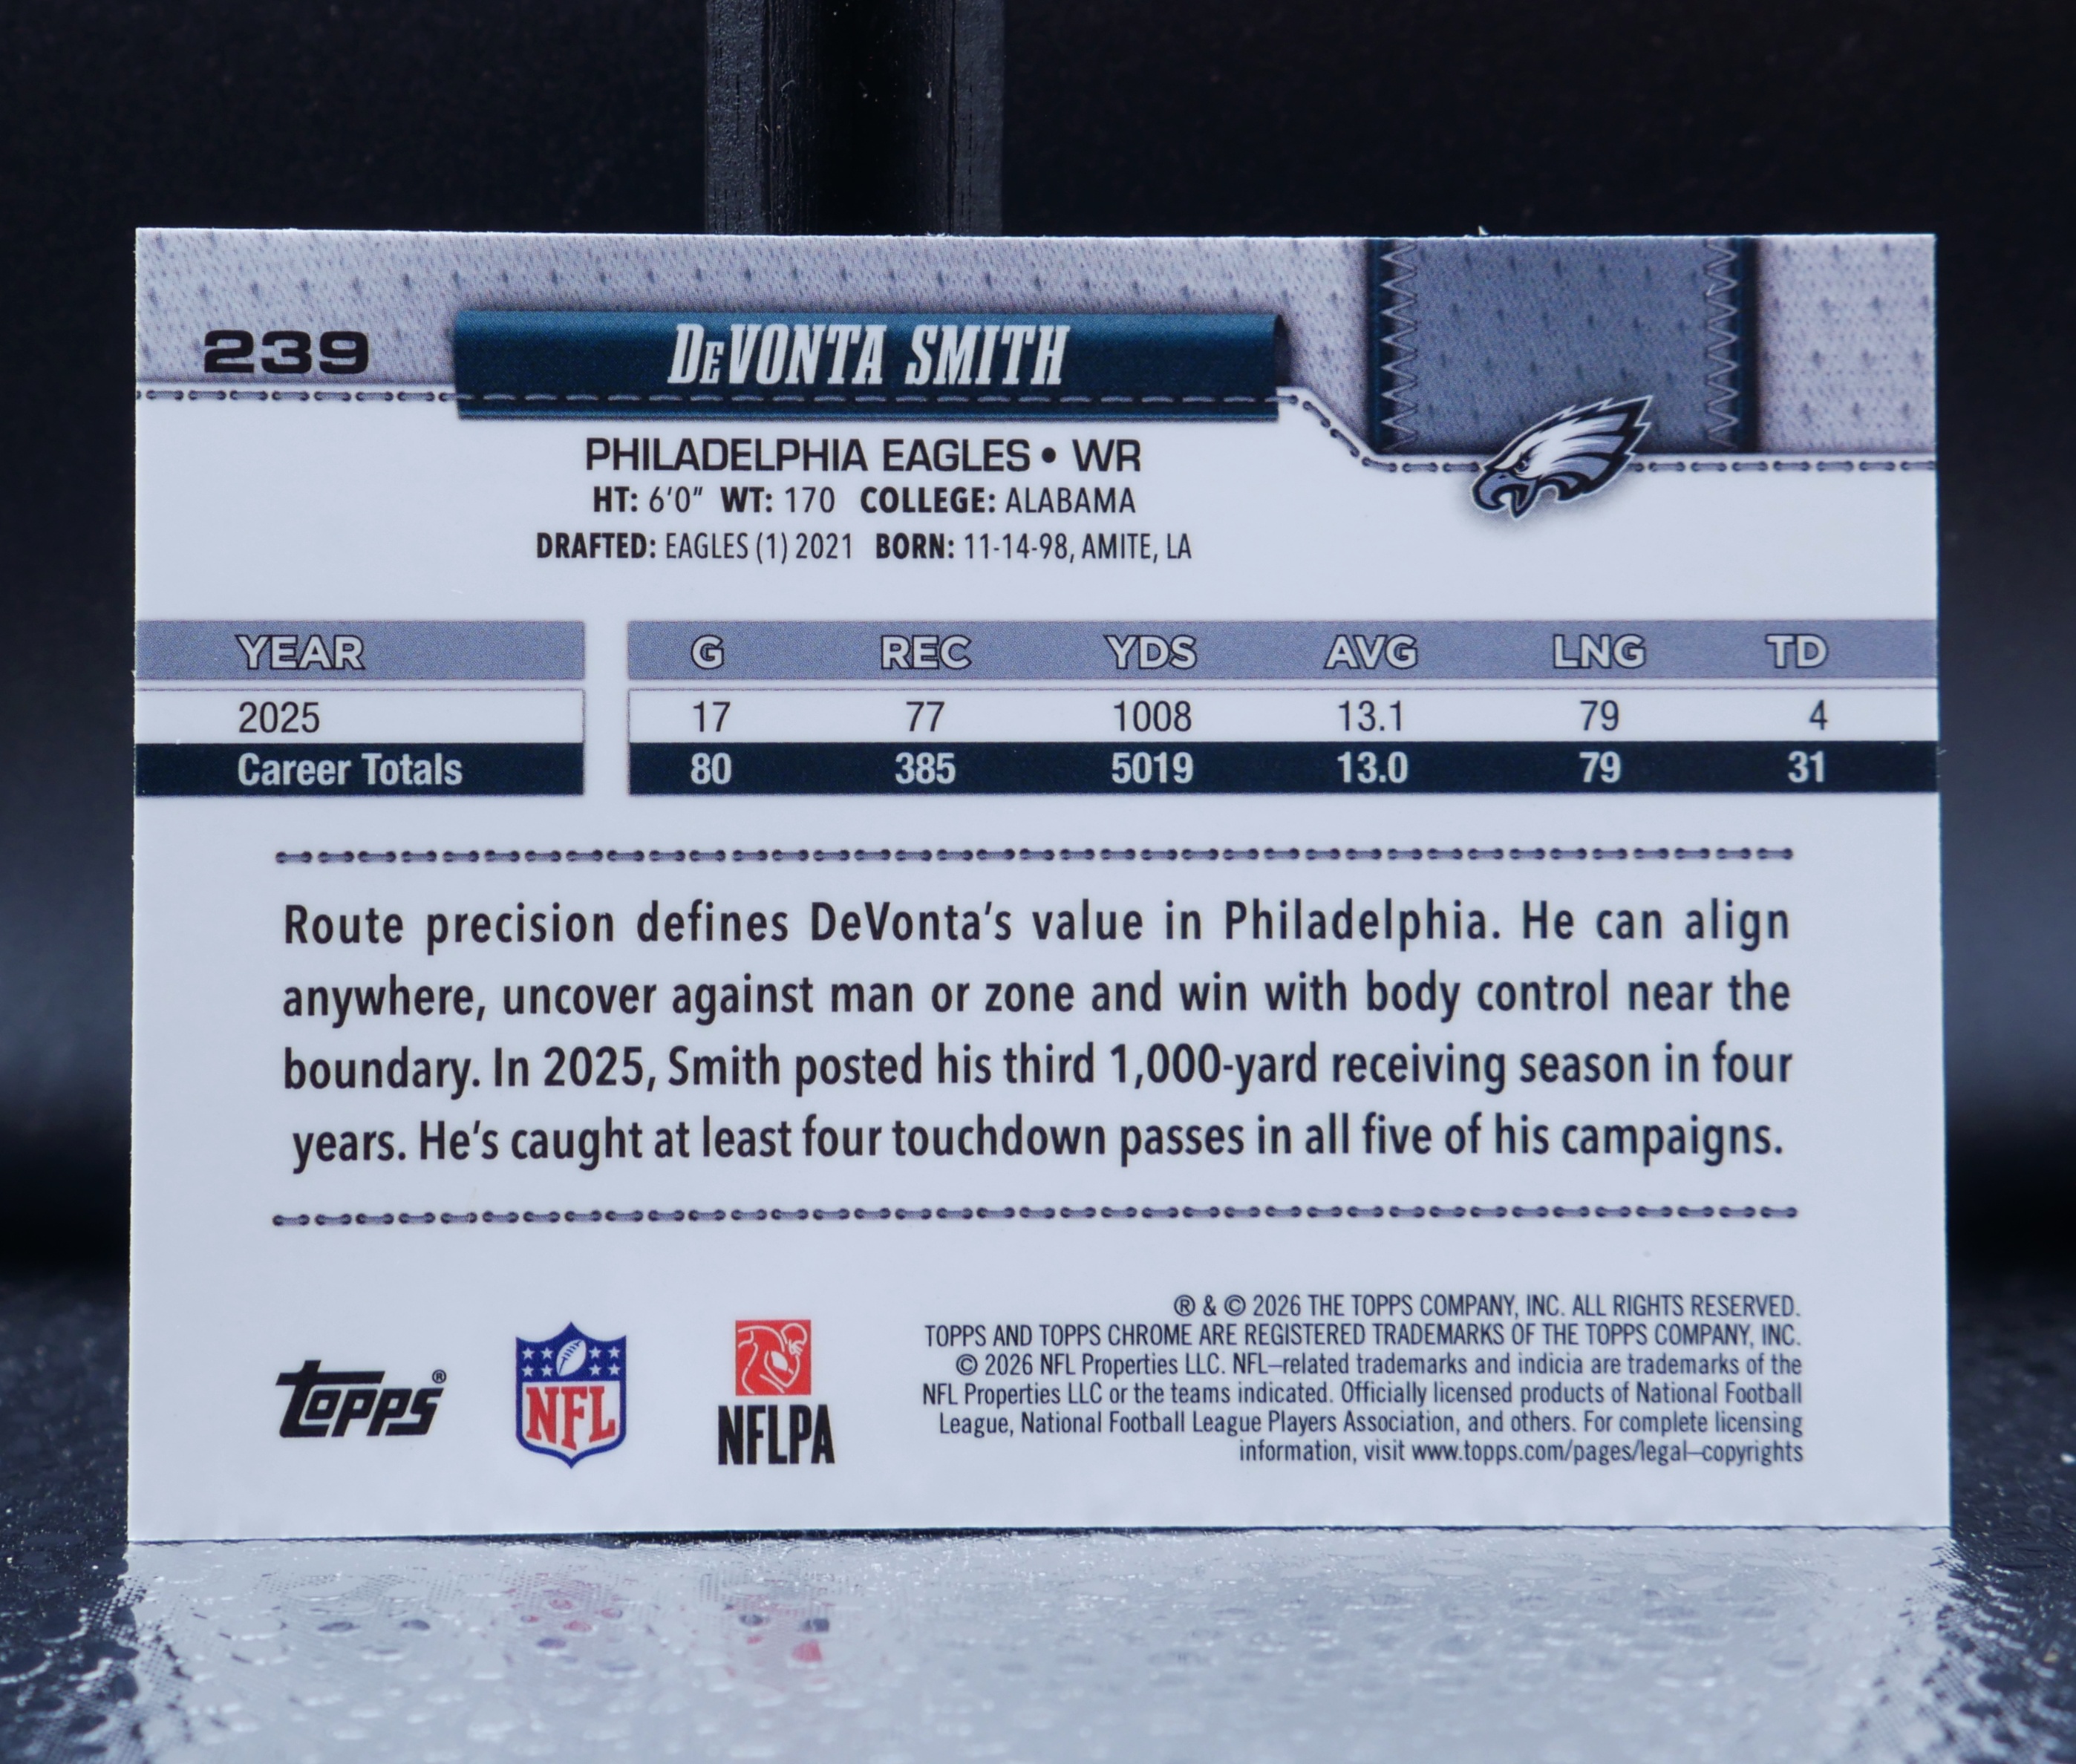 239
DeVONTA SMITH
PHILADELPHIA EAGLES • WR
HT: 6'0" WT: 170 COLLEGE: ALABAMA
DRAFTED: EAGLES (1) 2021 BORN: 11-14-98, AMITE, LA
YEAR G REC YDS AVG LNG TD
2025 17 77 1008 13.1 79 4
Career Totals 80 385 5019 13.0 79 31
Route precision defines DeVonta's value in Philadelphia. He can align
anywhere, uncover against man or zone and win with body control near the
boundary. In 2025, Smith posted his third 1,000-yard receiving season in four
years. He's caught at least four touchdown passes in all five of his campaigns.
topps®
NFL
NFLPA
® & © 2026 THE TOPPS COMPANY, INC. ALL RIGHTS RESERVED.
TOPPS AND TOPPS CHROME ARE REGISTERED TRADEMARKS OF THE TOPPS COMPANY, INC.
© 2026 NFL Properties LLC. NFL–related trademarks and indicia are trademarks of the
NFL Properties LLC or the teams indicated. Officially licensed products of National Football
League, National Football League Players Association, and others. For complete licensing
information, visit www.topps.com/pages/legal–copyrights